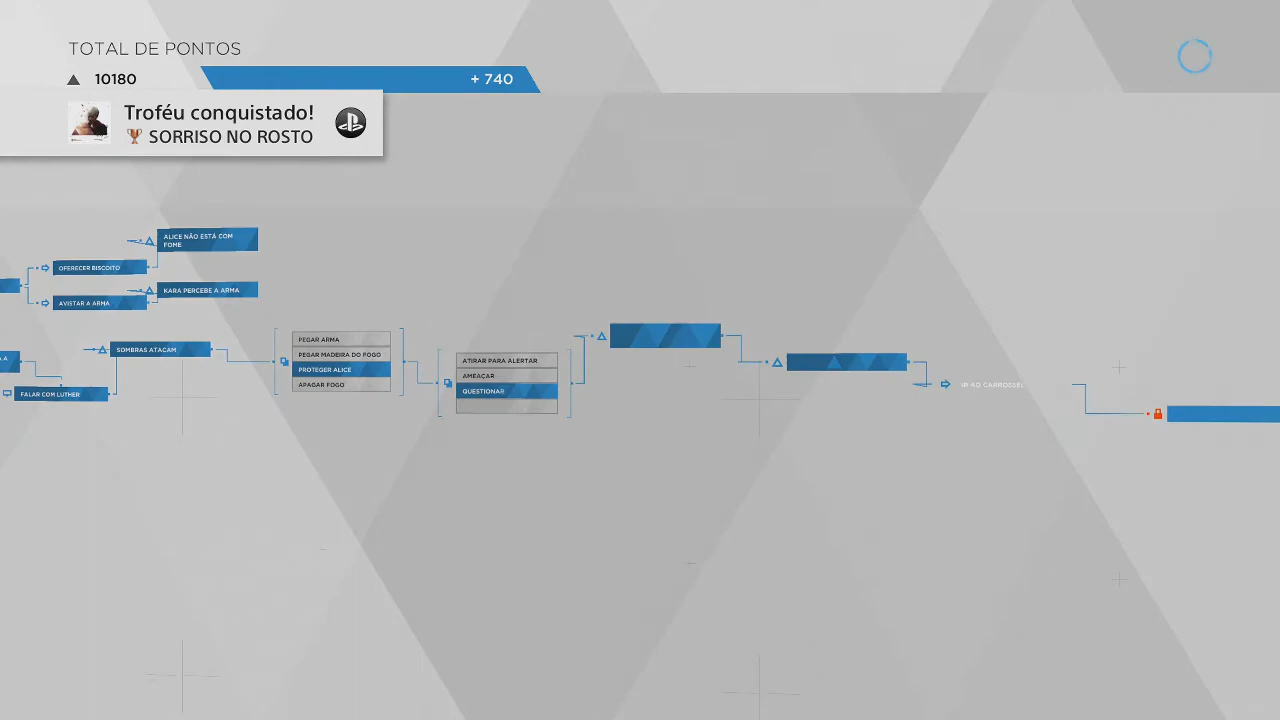 TOTAL DE PONTOS
10180
+ 740
Troféu conquistado!
SORRISO NO ROSTO
ALICE NÃO ESTÁ COM
FOME
OFERECER BISCOITO
KARA PERCEBE A ARMA
AVISTAR A ARMA
SOMBRAS ATACAM
FALAR COM LUTHER
PEGAR ARMA
PEGAR MADEIRA DO FOGO
PROTEGER ALICE
APAGAR FOGO
ATIRAR PARA ALERTAR
AMEAÇAR
QUESTIONAR
IR AO CARROSSEL